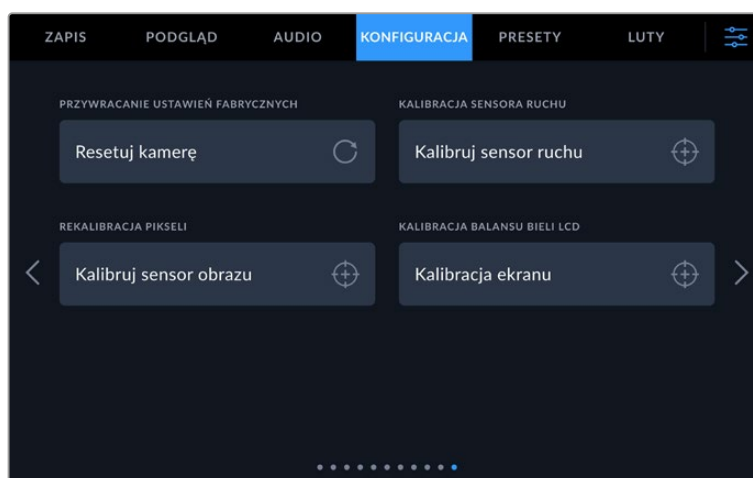 ZAPIS PODGLĄD AUDIO KONFIGURACJA PRESETY LUTY
PRZYWRACANIE USTAWIEŃ FABRYCZNYCH
Resetuj kamerę
KALIBRACJA SENSORA RUCHU
Kalibruj sensor ruchu
REKALIBRACJA PIKSELI
Kalibruj sensor obrazu
KALIBRACJA BALANSU BIELI LCD
Kalibracja ekranu